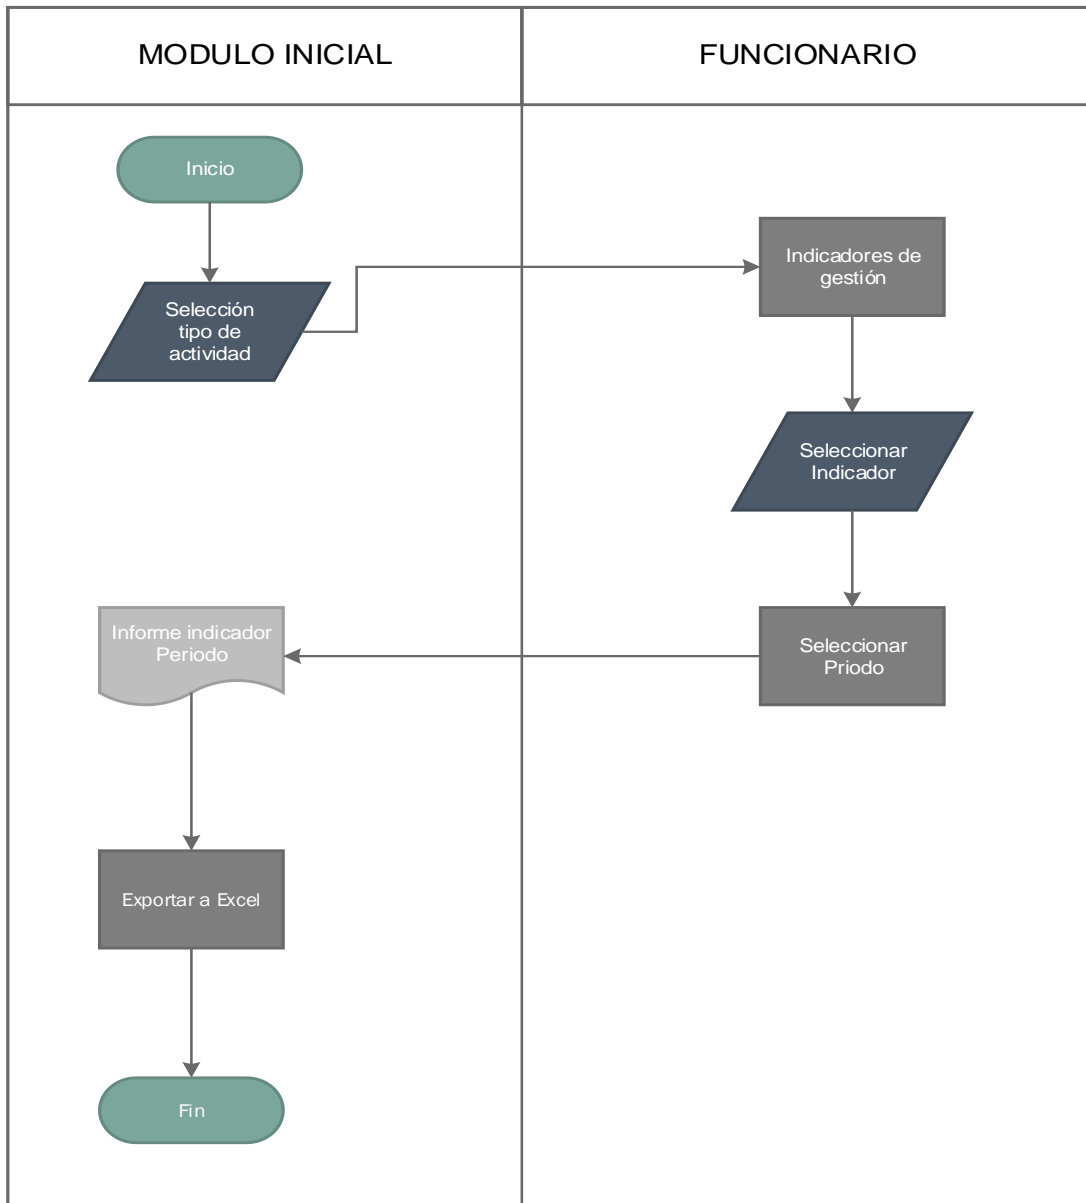 MODULO INICIAL
FUNCIONARIO
Inicio
Selección
tipo de
actividad
Indicadores de
gestión
Seleccionar
Indicador
Seleccionar
Priodo
Informe indicador
Periodo
Exportar a Excel
Fin